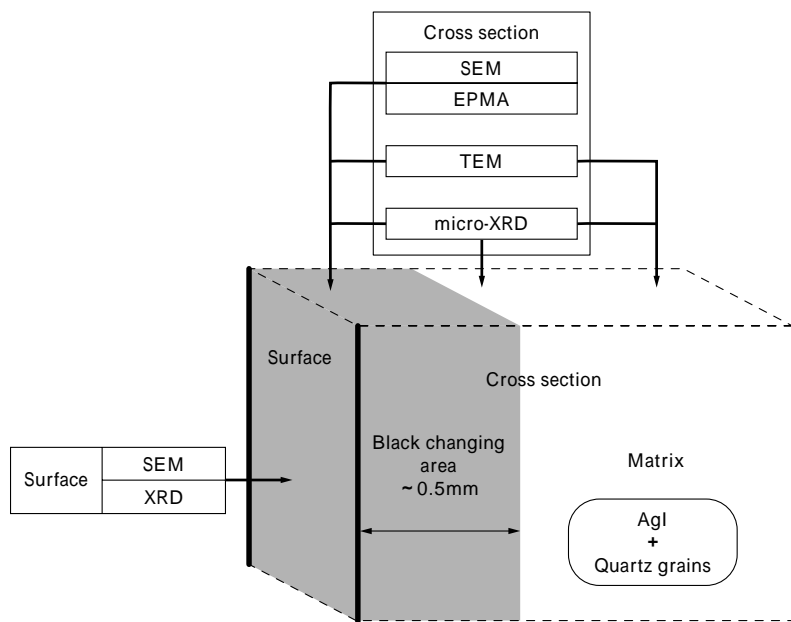 Cross section
SEM
EPMA
TEM
micro-XRD
Surface
Cross section
Black changing
area
~ 0.5mm
Matrix
AgI
+
Quartz grains
Surface
SEM
XRD